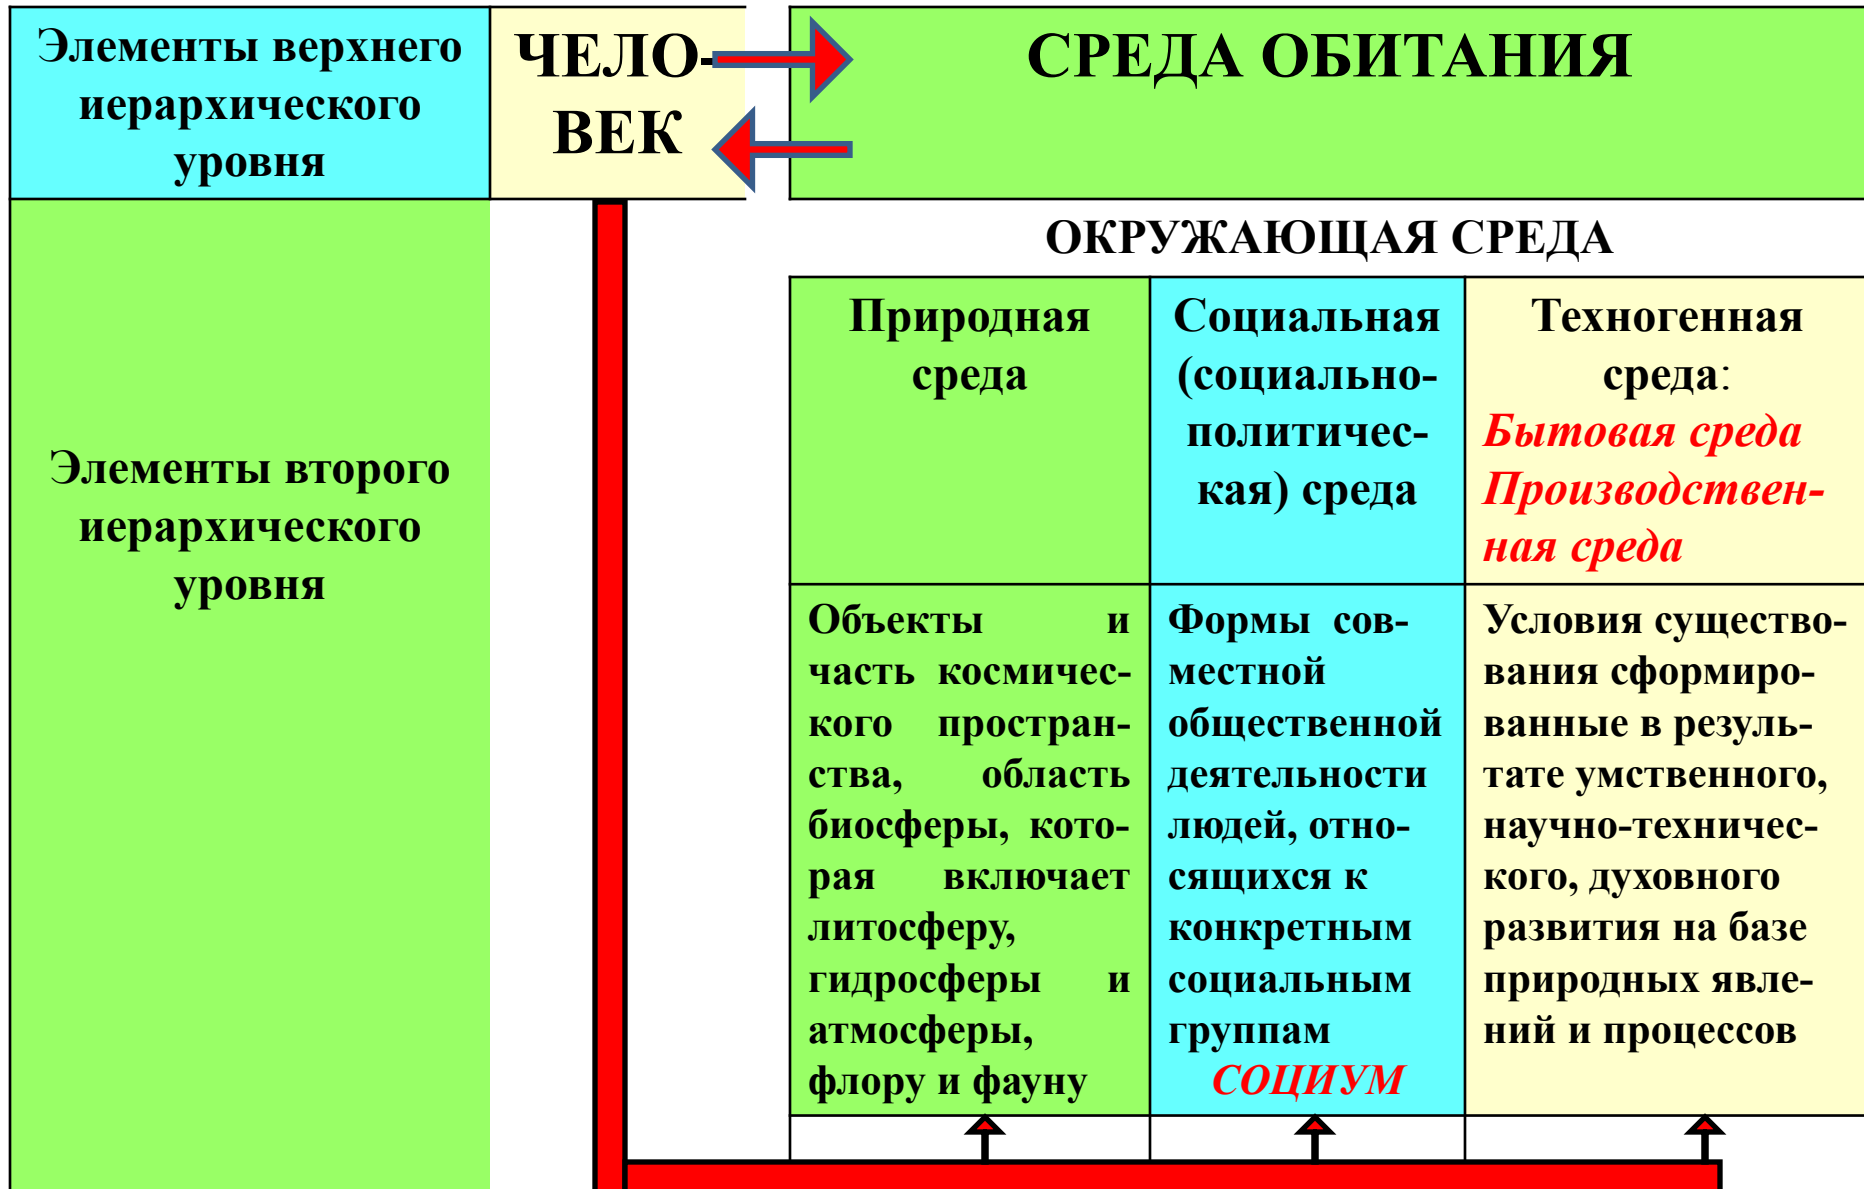 Элементы верхнего
иерархического
уровня
ЧЕЛО-
ВЕК
СРЕДА ОБИТАНИЯ
ОКРУЖАЮЩАЯ СРЕДА
Элементы второго
иерархического
уровня
Природная
среда
Социальная
(социально-
политичес-
кая) среда
Техногенная
среда:
Бытовая среда
Производствен-
ная среда
Объекты и
часть космичес-
кого простран-
ства, область
биосферы, кото-
рая включает
литосферу,
гидросферы и
атмосферы,
флору и фауну
Формы сов-
местной
общественной
деятельности
людей, отно-
сящихся к
конкретным
социальным
группам
СОЦИУМ
Условия существо-
вания сформиро-
ванные в резуль-
тате умственного,
научно-техничес-
кого, духовного
развития на базе
природных явле-
ний и процессов